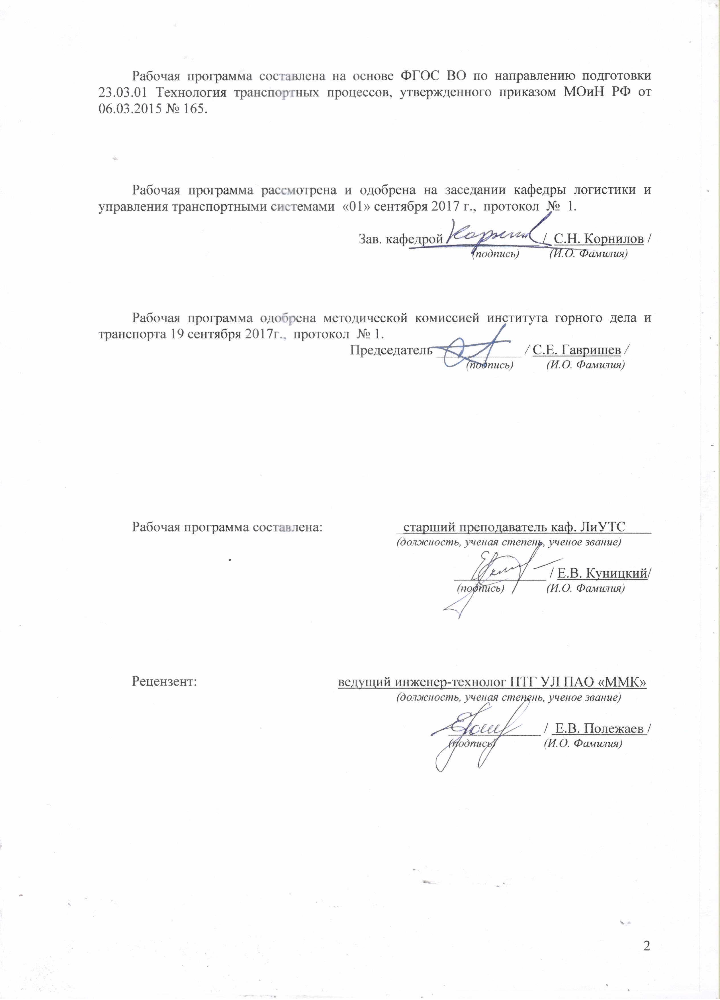 Рабочая программа составлена на основе ФГОС ВО по направлению подготовки
23.03.01 Технология транспортных процессов, утвержденного приказом МОиН РФ от
06.03.2015 № 165.
Рабочая программа рассмотрена и одобрена на заседании кафедры логистики и
управления транспортными системами «01» сентября 2017 г., протокол № 1.
Зав. кафедрой ____________ / С.Н. Корнилов /
(подпись) (И.О. Фамилия)
Рабочая программа одобрена методической комиссией института горного дела и
транспорта 19 сентября 2017г., протокол № 1.
Председатель ____________ / С.Е. Гавришев /
(подпись) (И.О. Фамилия)
Рабочая программа составлена: _старший преподаватель каф. ЛиУТС
(должность, ученая степень, ученое звание)
_____________ / Е.В. Куницкий/
(подпись) (И.О. Фамилия)
Рецензент: ведущий инженер-технолог ПТГ УЛ ПАО «ММК»
(должность, ученая степень, ученое звание)
_____________ / Е.В. Полежаев /
(подпись) (И.О. Фамилия)
2